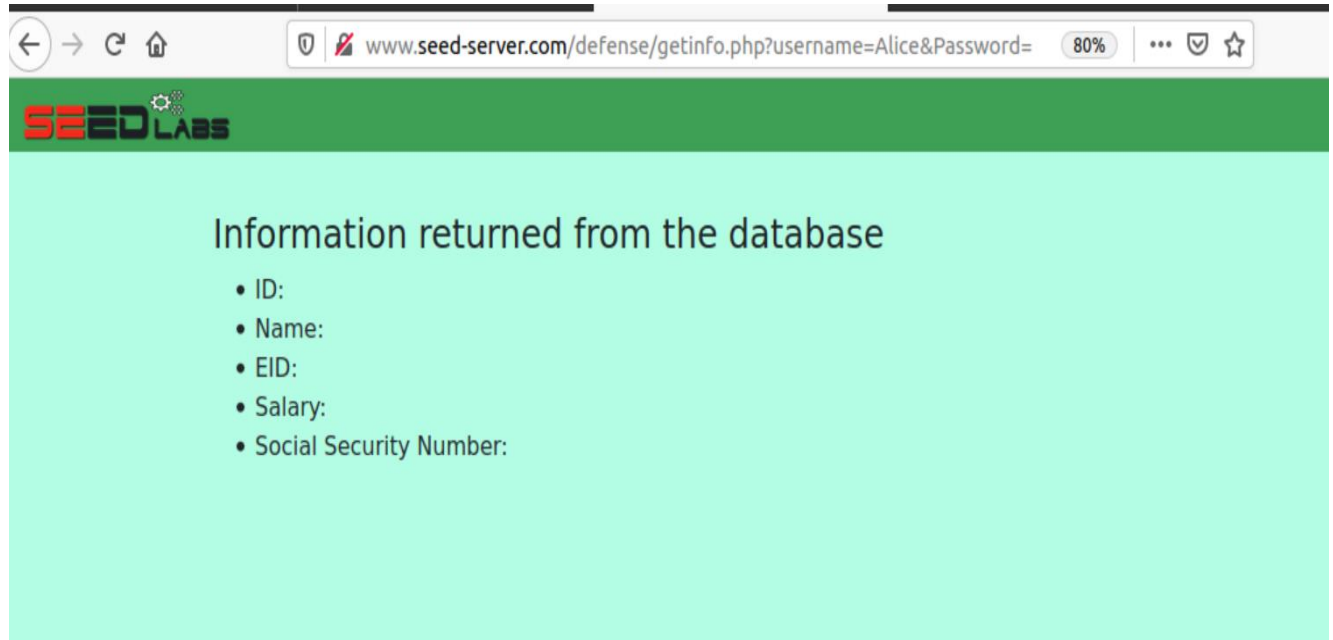 www.seed-server.com/defense/getinfo.php?username=Alice&Password= 80%
SEED LABS
Information returned from the database
• ID:
• Name:
• EID:
• Salary:
• Social Security Number: